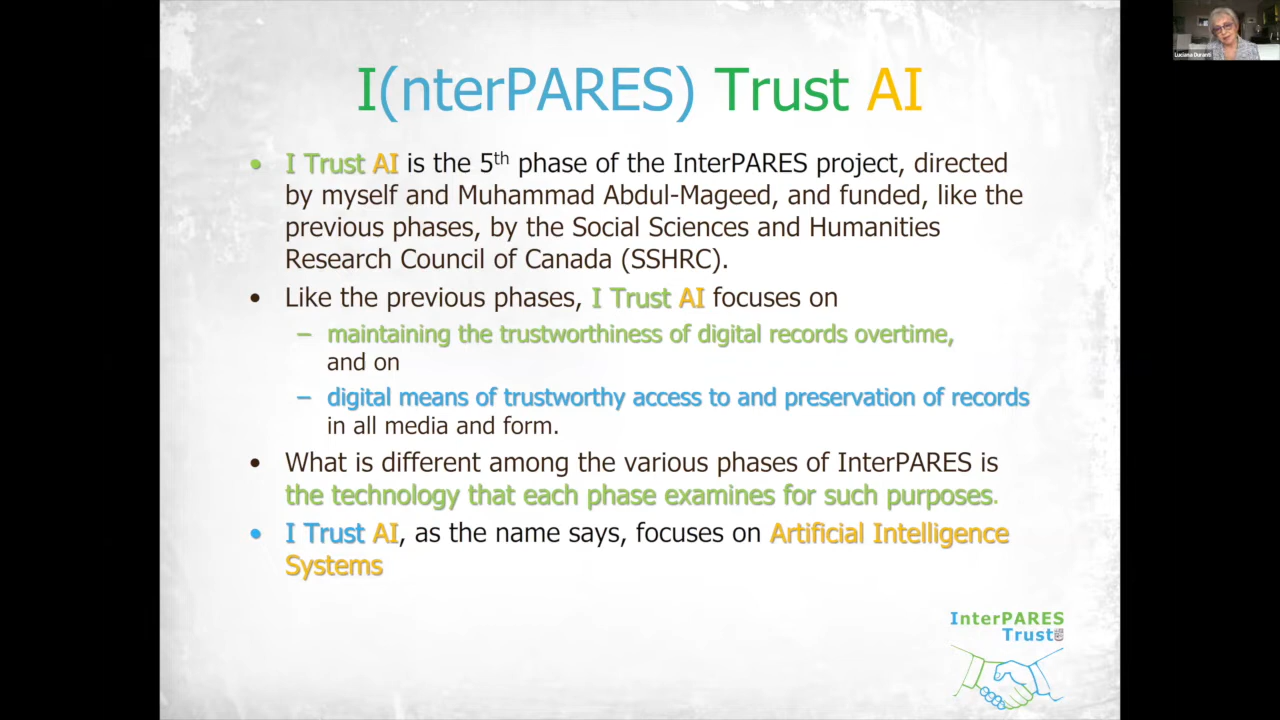 Luciana Duranti
I(nterPARES) Trust AI
• I Trust AI is the 5th phase of the InterPARES project, directed
by myself and Muhammad Abdul-Mageed, and funded, like the
previous phases, by the Social Sciences and Humanities
Research Council of Canada (SSHRC).
• Like the previous phases, I Trust AI focuses on
– maintaining the trustworthiness of digital records overtime,
and on
– digital means of trustworthy access to and preservation of records
in all media and form.
• What is different among the various phases of InterPARES is
the technology that each phase examines for such purposes.
• I Trust AI, as the name says, focuses on Artificial Intelligence
Systems
InterPARES
Trust